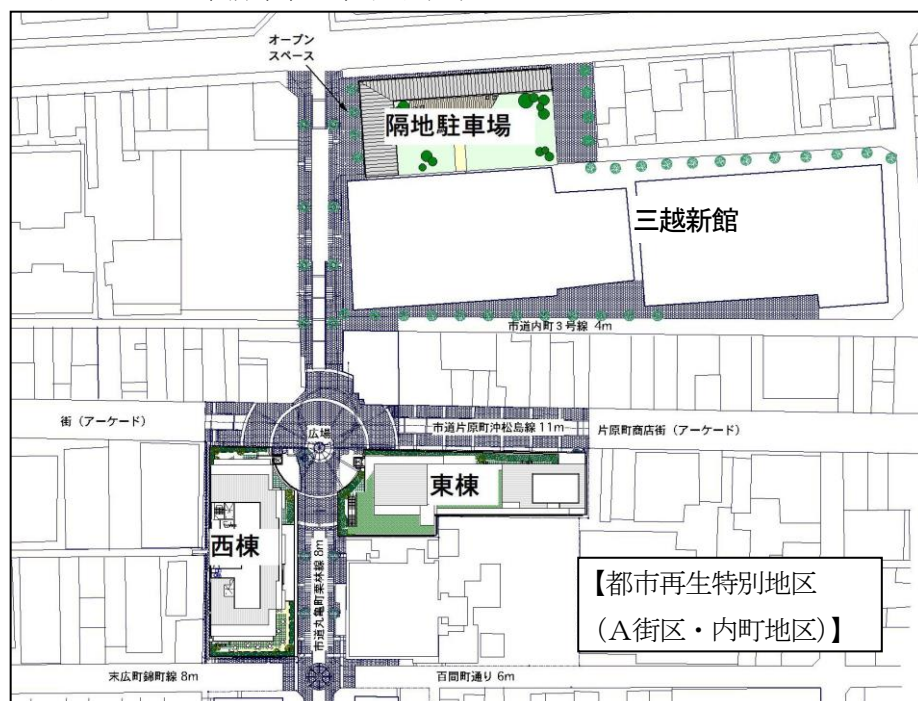 オープン
スペース
隔地駐車場
三越新館
市道内町3号線 4m
街（アーケード）
広場
市道片原町沖松島線 11m
片原町商店街（アーケード）
東棟
西棟
市道丸亀町栗林線 8m
【都市再生特別地区
（A街区・内町地区）】
末広町錦町線 8m
百間町通り 6m